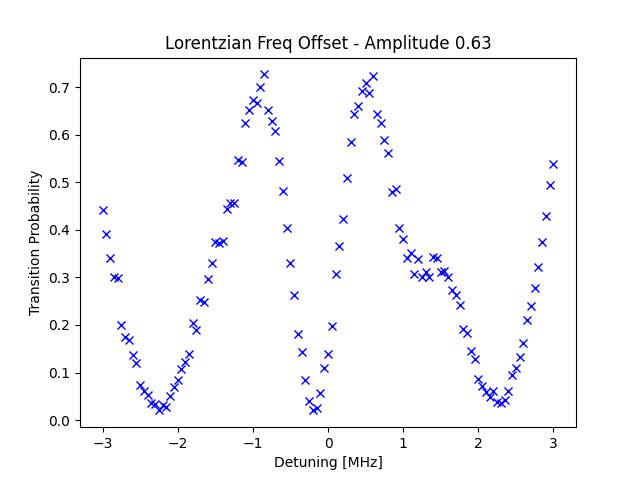 Lorentzian Freq Offset - Amplitude 0.63
Transition Probability
0.7
0.6
0.5
0.4
0.3
0.2
0.1
0.0
−3 −2 −1 0 1 2 3
Detuning [MHz]